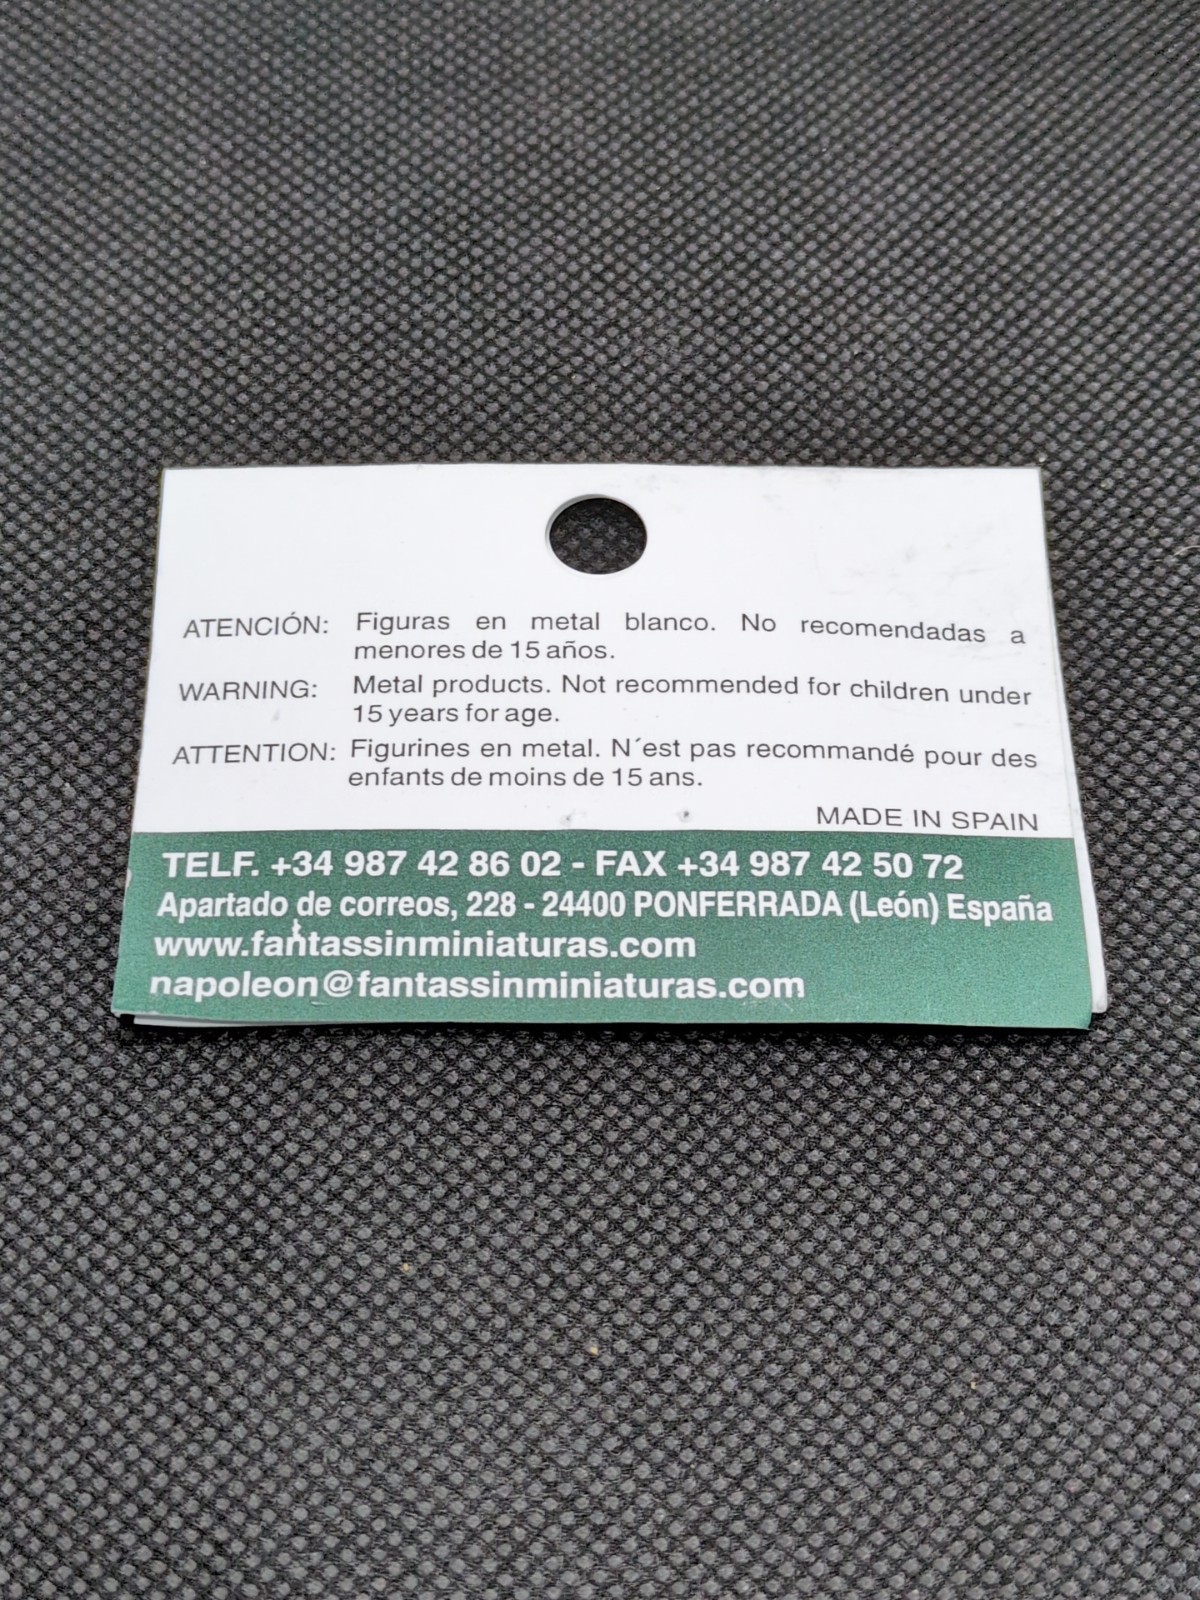 ATENCIÓN: Figuras en metal blanco. No recomendadas a
menores de 15 años.
WARNING: Metal products. Not recommended for children under
15 years for age.
ATTENTION: Figurines en metal. N´est pas recommandé pour des
enfants de moins de 15 ans.
MADE IN SPAIN
TELF. +34 987 42 86 02 - FAX +34 987 42 50 72
Apartado de correos, 228 - 24400 PONFERRADA (León) España
www.fantassinminiaturas.com
napoleon@fantassinminiaturas.com